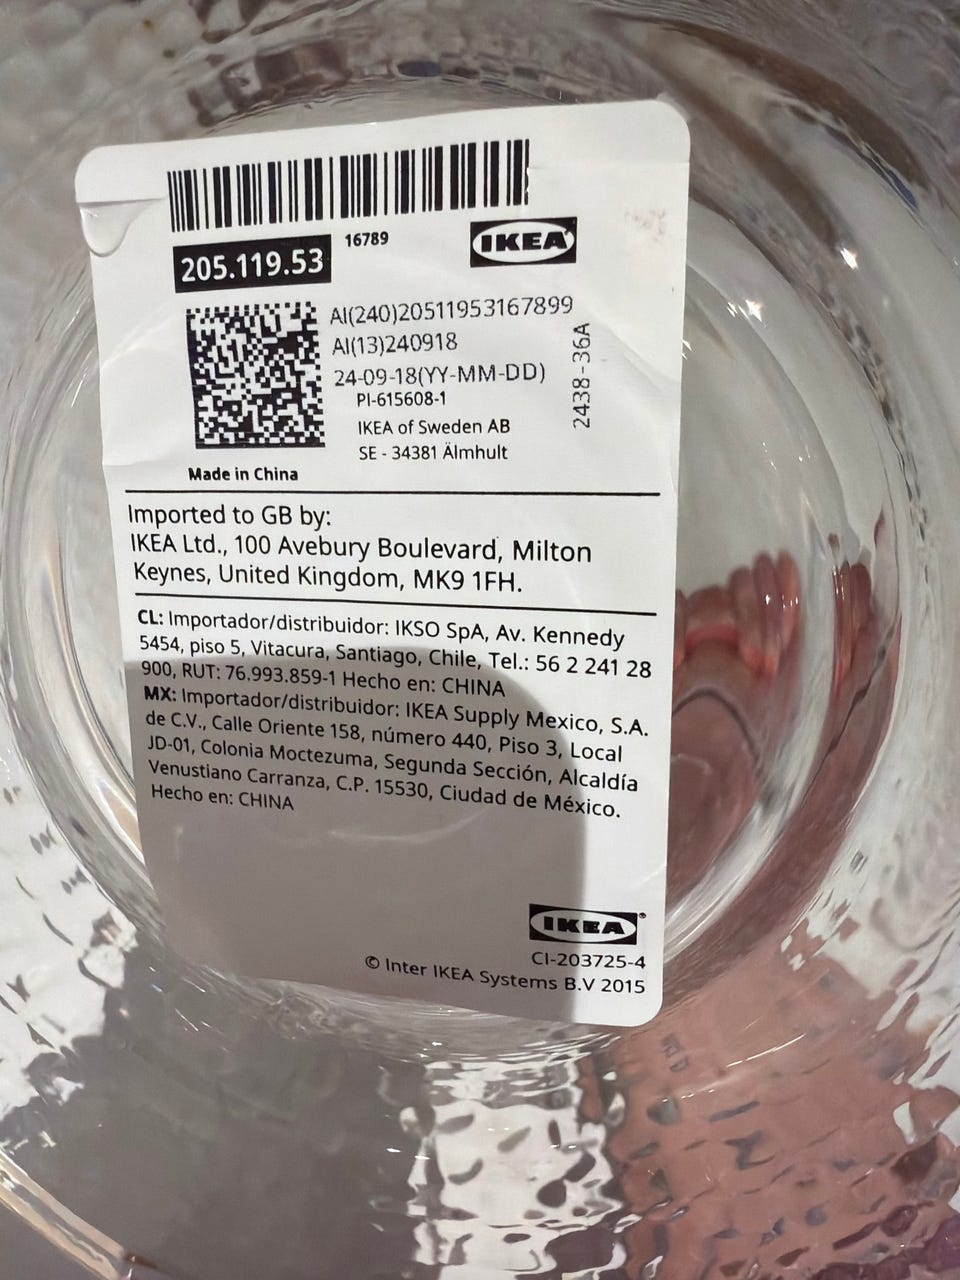 205.119.53
16789
IKEA
AI(240)20511953167899
AI(13)240918
24-09-18(YY-MM-DD)
PI-615608-1
IKEA of Sweden AB
SE - 34381 Älmhult
2438-36A
Made in China
Imported to GB by:
IKEA Ltd., 100 Avebury Boulevard, Milton
Keynes, United Kingdom, MK9 1FH.
CL: Importador/distribuidor: IKSO SpA, Av. Kennedy
5454, piso 5, Vitacura, Santiago, Chile, Tel.: 56 2 241 28
900, RUT: 76.993.859-1 Hecho en: CHINA
MX: Importador/distribuidor: IKEA Supply Mexico, S.A.
de C.V., Calle Oriente 158, número 440, Piso 3, Local
JD-01, Colonia Moctezuma, Segunda Sección, Alcaldía
Venustiano Carranza, C.P. 15530, Ciudad de México.
Hecho en: CHINA
IKEA®
CI-203725-4
© Inter IKEA Systems B.V 2015